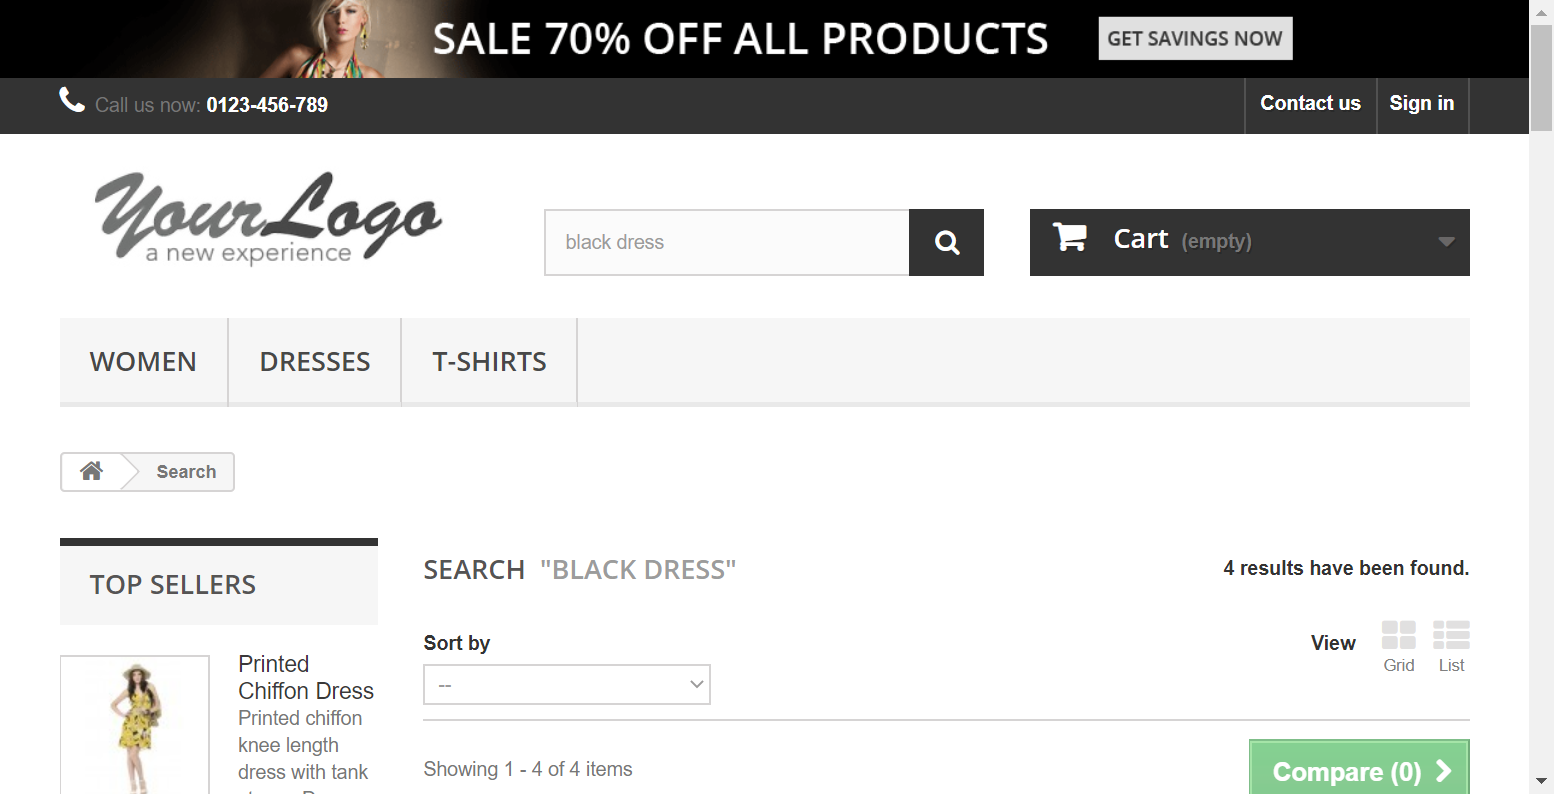 SALE 70% OFF ALL PRODUCTS
GET SAVINGS NOW
Call us now: 0123-456-789
Contact us
Sign in
YourLogo
a new experience
black dress
Cart (empty)
WOMEN
DRESSES
T-SHIRTS
Search
TOP SELLERS
Printed
Chiffon Dress
Printed chiffon
knee length
dress with tank
SEARCH "BLACK DRESS"
4 results have been found.
Sort by
--
View
Grid
List
Showing 1 - 4 of 4 items
Compare (0)